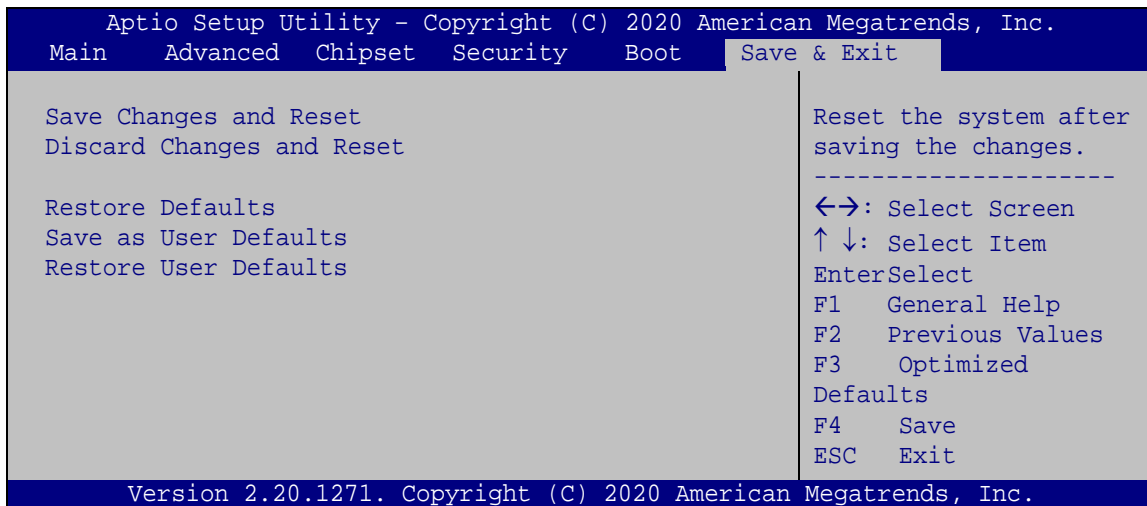 Aptio Setup Utility – Copyright (C) 2020 American Megatrends, Inc.
Main Advanced Chipset Security Boot Save & Exit
Save Changes and Reset
Discard Changes and Reset
Restore Defaults
Save as User Defaults
Restore User Defaults
Reset the system after
saving the changes.
---------------------
←→: Select Screen
↑ ↓: Select Item
EnterSelect
F1 General Help
F2 Previous Values
F3 Optimized
Defaults
F4 Save
ESC Exit
Version 2.20.1271. Copyright (C) 2020 American Megatrends, Inc.